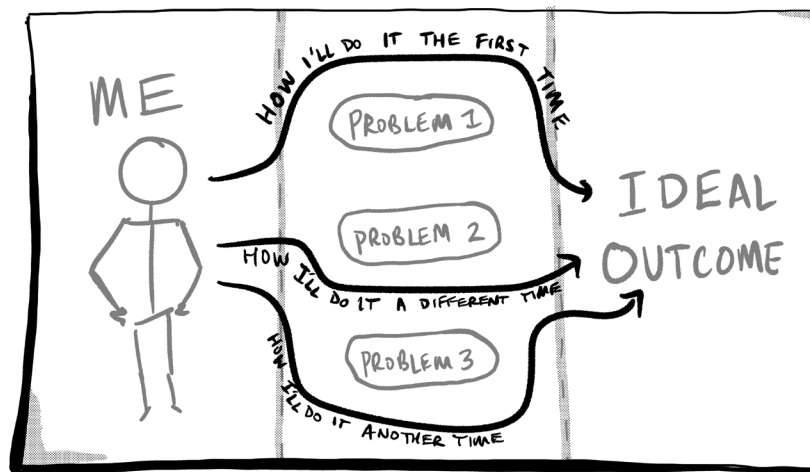 ME
HOW I'LL DO IT THE FIRST TIME
PROBLEM 1
PROBLEM 2
HOW I'LL DO IT A DIFFERENT TIME
PROBLEM 3
HOW I'LL DO IT ANOTHER TIME
IDEAL
OUTCOME